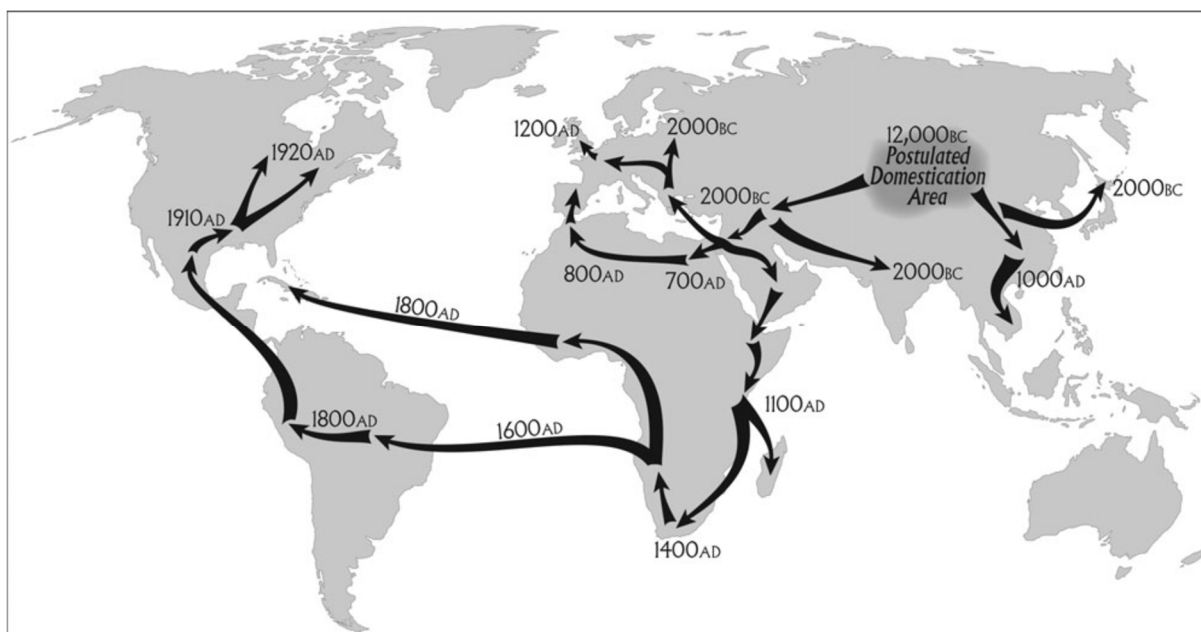 1200AD
2000BC
12,000BC
Postulated
Domestication
Area
1920AD
2000BC
2000BC
1910AD
800AD
700AD
2000BC
1000AD
1800AD
1100AD
1800AD
1600AD
1400AD